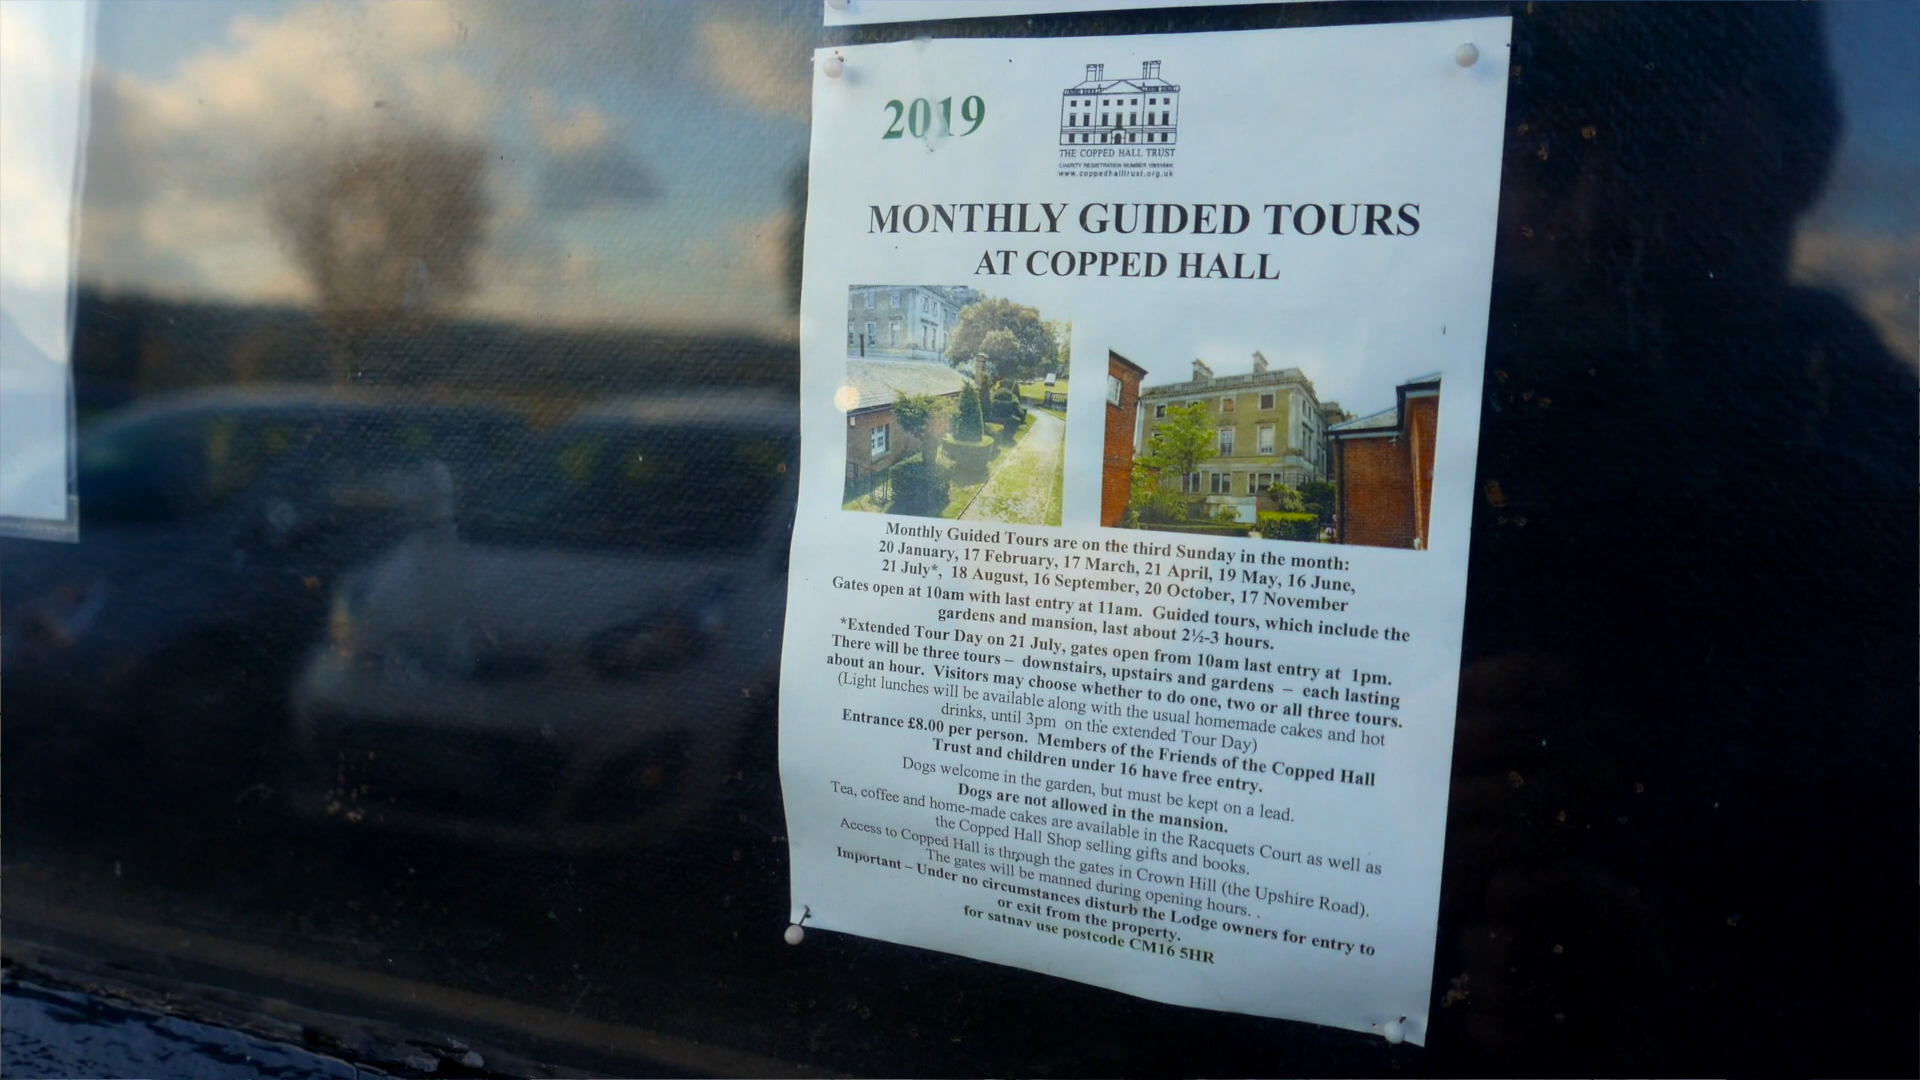 2019
THE COPPED HALL TRUST
www.coppedhalltrust.org.uk
MONTHLY GUIDED TOURS
AT COPPED HALL
Monthly Guided Tours are on the third Sunday in the month:
20 January, 17 February, 17 March, 21 April, 19 May, 16 June,
21 July*, 18 August, 16 September, 20 October, 17 November
Gates open at 10am with last entry at 11am. Guided tours, which include the
gardens and mansion, last about 2½-3 hours.
*Extended Tour Day on 21 July, gates open from 10am last entry at 1pm.
There will be three tours – downstairs, upstairs and gardens – each lasting
about an hour. Visitors may choose whether to do one, two or all three tours.
(Light lunches will be available along with the usual homemade cakes and hot
drinks, until 3pm on the extended Tour Day)
Entrance £8.00 per person. Members of the Friends of the Copped Hall
Trust and children under 16 have free entry.
Dogs welcome in the garden, but must be kept on a lead.
Dogs are not allowed in the mansion.
Tea, coffee and home-made cakes are available in the Racquets Court as well as
the Copped Hall Shop selling gifts and books.
Access to Copped Hall is through the gates in Crown Hill (the Upshire Road).
The gates will be manned during opening hours. .
Important – Under no circumstances disturb the Lodge owners for entry to
or exit from the property.
for satnav use postcode CM16 5HR